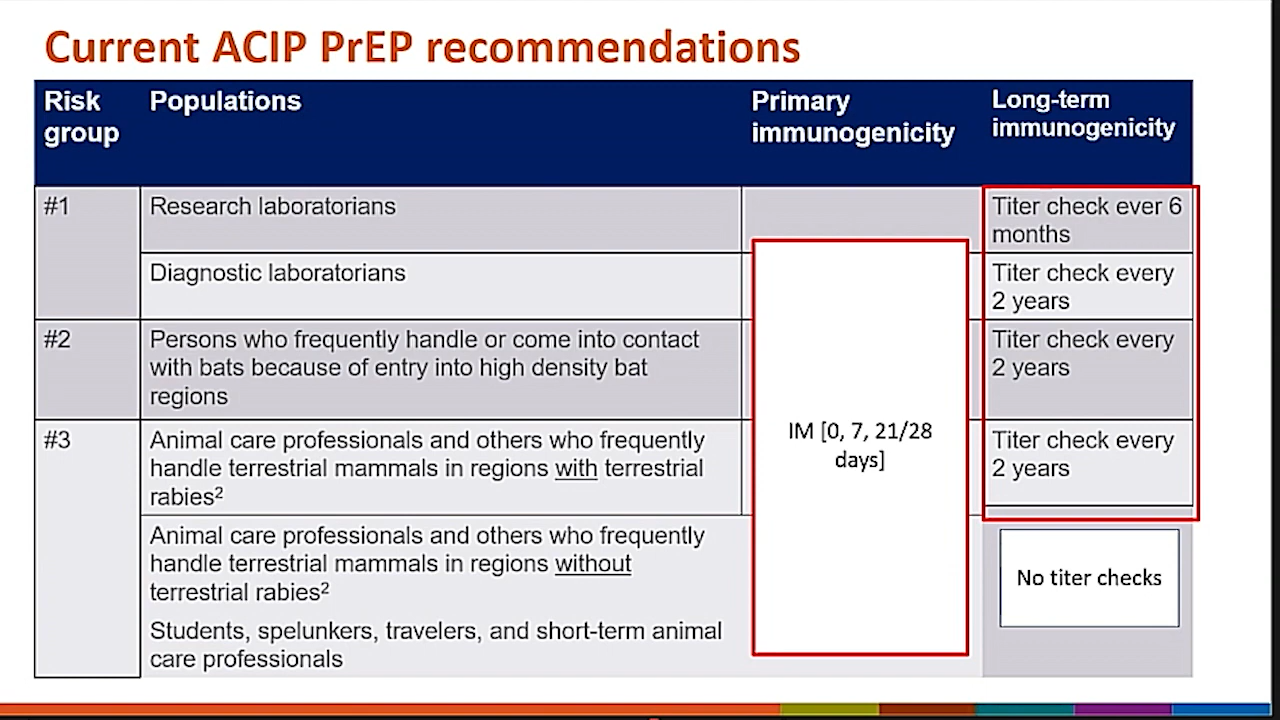 Current ACIP PrEP recommendations
Risk
group
Populations
Primary
immunogenicity
Long-term
immunogenicity
#1
Research laboratorians
Titer check ever 6
months
Diagnostic laboratorians
Titer check every
2 years
#2
Persons who frequently handle or come into contact
with bats because of entry into high density bat
regions
Titer check every
2 years
#3
Animal care professionals and others who frequently
handle terrestrial mammals in regions with terrestrial
rabies²
IM [0, 7, 21/28
days]
Titer check every
2 years
Animal care professionals and others who frequently
handle terrestrial mammals in regions without
terrestrial rabies²
Students, spelunkers, travelers, and short-term animal
care professionals
No titer checks